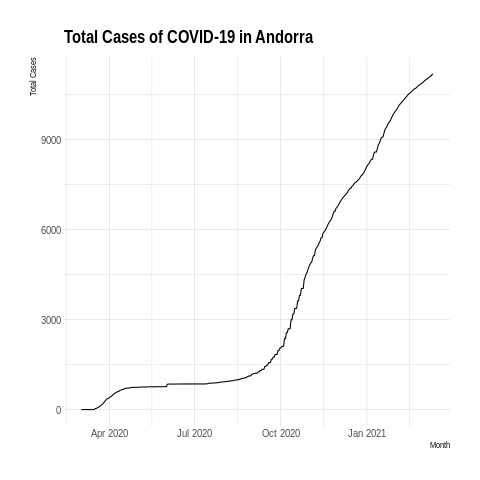 Total Cases of COVID-19 in Andorra
Total Cases
9000
6000
3000
0
Apr 2020 Jul 2020 Oct 2020 Jan 2021
Month